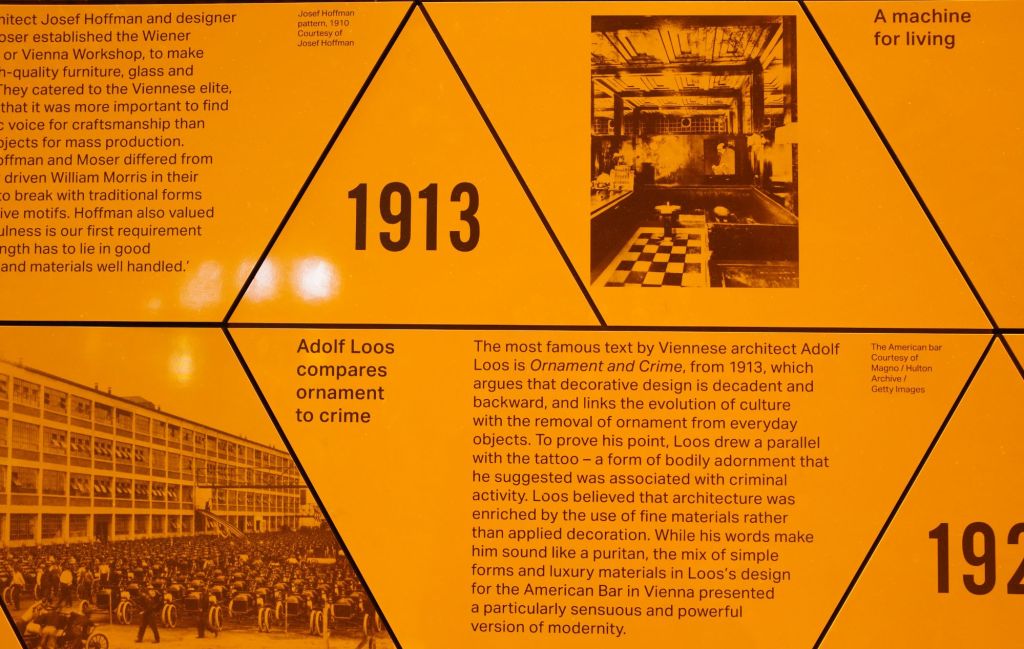 Architect Josef Hoffman and designer
Moser established the Wiener
or Vienna Workshop, to make
high-quality furniture, glass and
They catered to the Viennese elite,
that it was more important to find
voice for craftsmanship than
objects for mass production.
Hoffman and Moser differed from
driven William Morris in their
to break with traditional forms
motifs. Hoffman also valued
is our first requirement
has to lie in good
and materials well handled.'
Josef Hoffman
pattern, 1910
Courtesy of
Josef Hoffman
1913
A machine
for living
Adolf Loos
compares
ornament
to crime
The most famous text by Viennese architect Adolf
Loos is Ornament and Crime, from 1913, which
argues that decorative design is decadent and
backward, and links the evolution of culture
with the removal of ornament from everyday
objects. To prove his point, Loos drew a parallel
with the tattoo – a form of bodily adornment that
he suggested was associated with criminal
activity. Loos believed that architecture was
enriched by the use of fine materials rather
than applied decoration. While his words make
him sound like a puritan, the mix of simple
forms and luxury materials in Loos's design
for the American Bar in Vienna presented
a particularly sensuous and powerful
version of modernity.
The American bar
Courtesy of
Magno / Hulton
Archive /
Getty Images
192